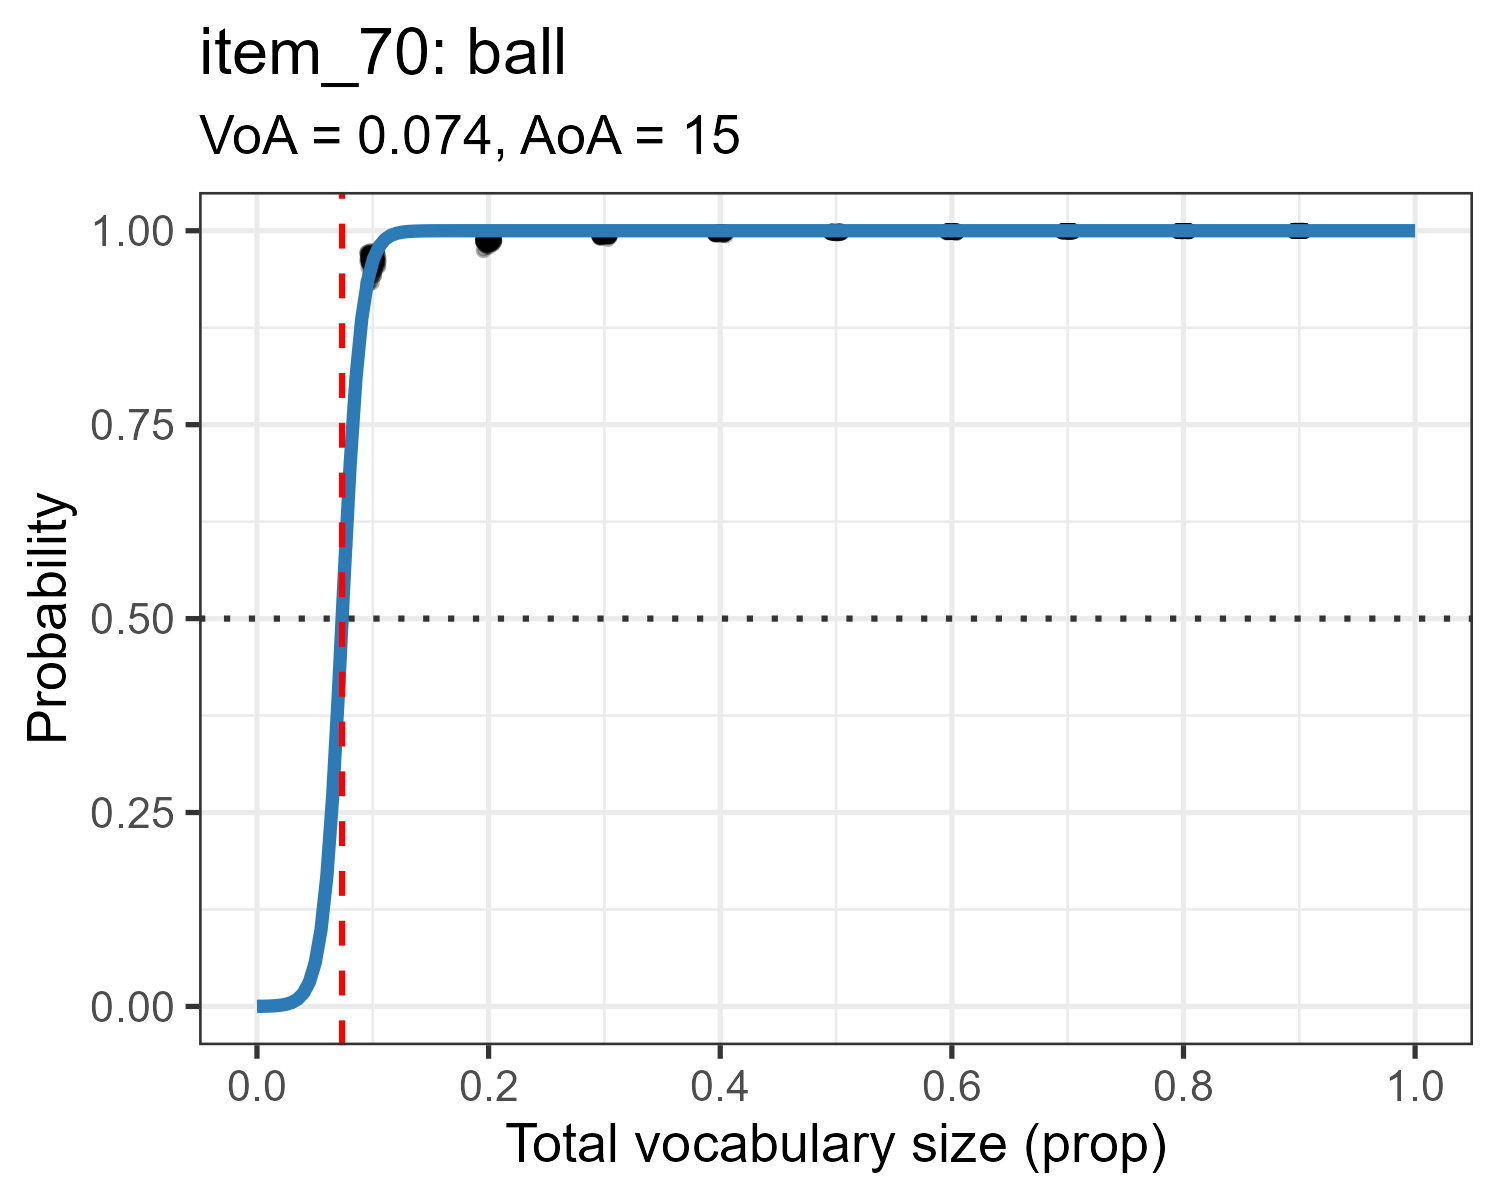 item_70: ball
VoA = 0.074, AoA = 15
1.00
0.75
0.50
0.25
0.00
Probability
0.0 0.2 0.4 0.6 0.8 1.0
Total vocabulary size (prop)